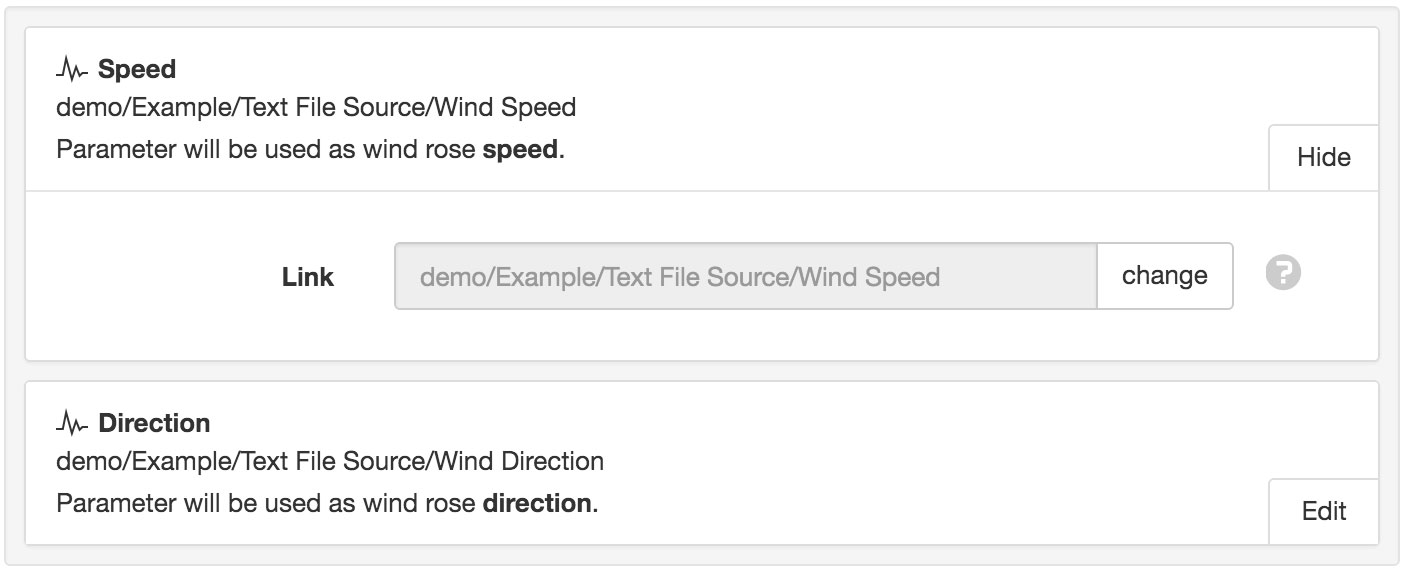 Speed
demo/Example/Text File Source/Wind Speed
Parameter will be used as wind rose speed.
Hide
Link
demo/Example/Text File Source/Wind Speed
change
?
Direction
demo/Example/Text File Source/Wind Direction
Parameter will be used as wind rose direction.
Edit